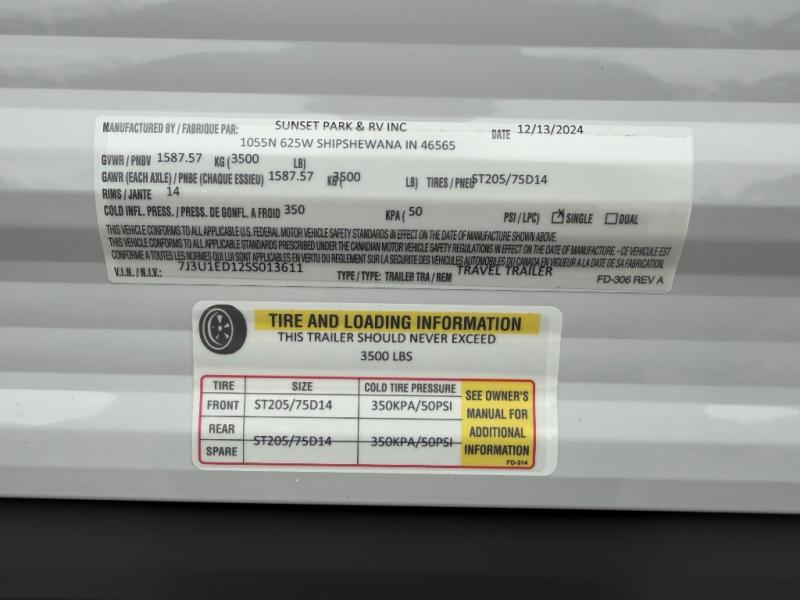 MANUFACTURED BY / FABRIQUE PAR: SUNSET PARK & RV INC DATE 12/13/2024
1055N 625W SHIPSHEWANA IN 46565
GVWR / PNBV 1587.57 KG (3500 LB)
GAWR (EACH AXLE) / PNBE (CHAQUE ESSIEU) 1587.57 KG (3500 LB) TIRES / PNEU ST205/75D14
RIMS / JANTE 14
COLD INFL. PRESS. / PRESS. DE GONFL. A FROID 350 KPA ( 50 PSI / LPC) ☒ SINGLE ☐ DUAL
THIS VEHICLE CONFORMS TO ALL APPLICABLE U.S. FEDERAL MOTOR VEHICLE SAFETY STANDARDS IN EFFECT ON THE DATE OF MANUFACTURE SHOWN ABOVE.
THIS VEHICLE CONFORMS TO ALL APPLICABLE STANDARDS PRESCRIBED UNDER THE CANADIAN MOTOR VEHICLE SAFETY REGULATIONS IN EFFECT ON THE DATE OF MANUFACTURE. - CE VEHICULE EST
CONFORME A TOUTES LES NORMES QUI LUI SONT APPLICABLES EN VERTU DU REGLEMENT SUR LA SECURITE DES VEHICULES AUTOMOBILES DU CANADA EN VIGUEUR A LA DATE DE SA FABRICATION.
V.I.N. / N.I.V.: 7J3U1ED12SS013611 TYPE / TYPE: TRAILER TRA / REM TRAVEL TRAILER FD-306 REV A
TIRE AND LOADING INFORMATION
THIS TRAILER SHOULD NEVER EXCEED
3500 LBS
TIRE SIZE COLD TIRE PRESSURE SEE OWNER'S
FRONT ST205/75D14 350KPA/50PSI MANUAL FOR
REAR ADDITIONAL
ST205/75D14 350KPA/50PSI
SPARE INFORMATION
FD-314